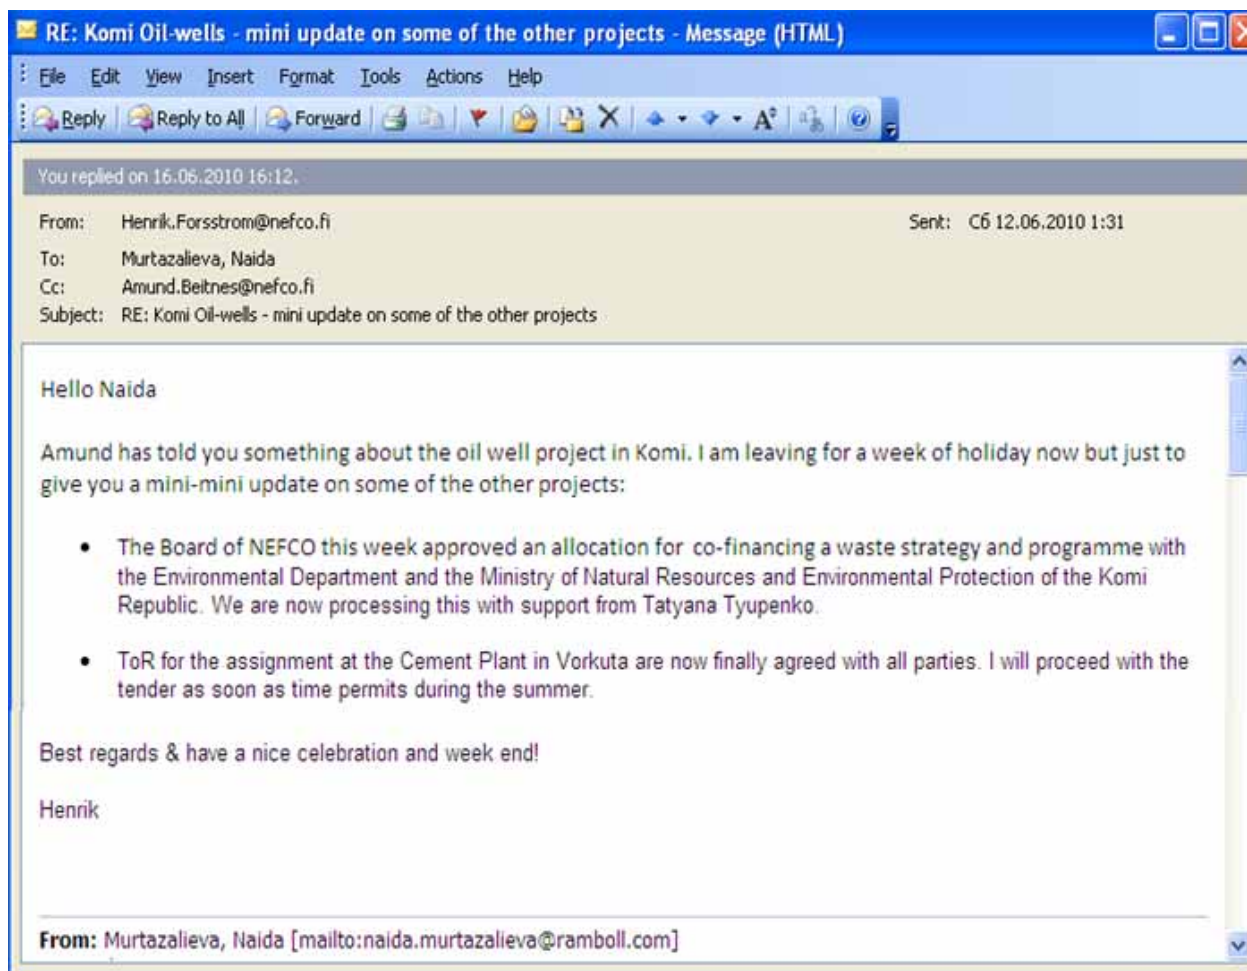 RE: Komi Oil-wells - mini update on some of the other projects - Message (HTML)
File Edit View Insert Format Tools Actions Help
Reply Reply to All Forward A
You replied on 16.06.2010 16:12.
From: Henrik.Forsstrom@nefco.fi Sent: Сб 12.06.2010 1:31
To: Murtazalieva, Naida
Cc: Amund.Beitnes@nefco.fi
Subject: RE: Komi Oil-wells - mini update on some of the other projects
Hello Naida
Amund has told you something about the oil well project in Komi. I am leaving for a week of holiday now but just to
give you a mini-mini update on some of the other projects:
• The Board of NEFCO this week approved an allocation for co-financing a waste strategy and programme with
the Environmental Department and the Ministry of Natural Resources and Environmental Protection of the Komi
Republic. We are now processing this with support from Tatyana Tyupenko.
• ToR for the assignment at the Cement Plant in Vorkuta are now finally agreed with all parties. I will proceed with the
tender as soon as time permits during the summer.
Best regards & have a nice celebration and week end!
Henrik
From: Murtazalieva, Naida [mailto:naida.murtazalieva@ramboll.com]